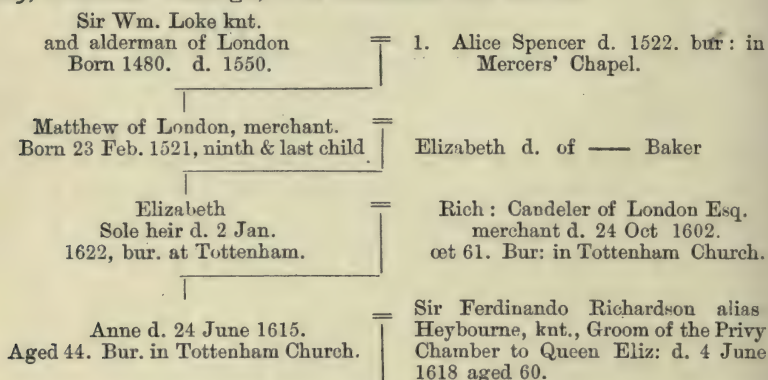 Sir Wm. Loke knt.
and alderman of London
Born 1480. d. 1550.
= 1. Alice Spencer d. 1522. bur: in
Mercers' Chapel.
Matthew of London, merchant.
Born 23 Feb. 1521, ninth & last child
= Elizabeth d. of —— Baker
Elizabeth
Sole heir d. 2 Jan.
1622, bur. at Tottenham.
= Rich: Candeler of London Esq.
merchant d. 24 Oct 1602.
œt 61. Bur: in Tottenham Church.
Anne d. 24 June 1615.
Aged 44. Bur. in Tottenham Church.
= Sir Ferdinando Richardson alias
Heybourne, knt., Groom of the Privy
Chamber to Queen Eliz: d. 4 June
1618 aged 60.